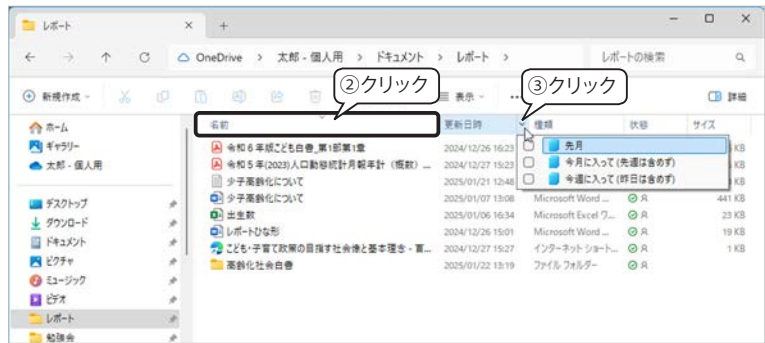 レポート
OneDrive > 太郎 - 個人用 > ドキュメント > レポート >
レポートの検索
新規作成
②クリック
表示
③クリック
詳細
名前 更新日時 種類 状態 サイズ
ホーム
ギャラリー
太郎 - 個人用
デスクトップ
ダウンロード
ドキュメント
ピクチャ
ミュージック
ビデオ
レポート
勉強会
令和6年版こども白書_第1部第1章 2024/12/26 16:23 KB
令和5年(2023)人口動態統計月報年計(概数) ... 2024/12/27 15:23 KB
少子高齢化について 2025/01/21 12:48 KB
少子高齢化について 2025/01/07 13:08 Microsoft Word ... 441 KB
出生数 2025/01/06 16:34 Microsoft Excel ワ... 23 KB
レポートひな形 2024/12/26 15:01 Microsoft Word ... 19 KB
こども・子育て政策の目指す社会像と基本理念 - 2024/12/27 15:27 インターネット ショート... 1 KB
高齢化社会白書 2025/01/22 13:19 ファイル フォルダー
先月
今月に入って (先週は含めず)
今週に入って (昨日は含めず)